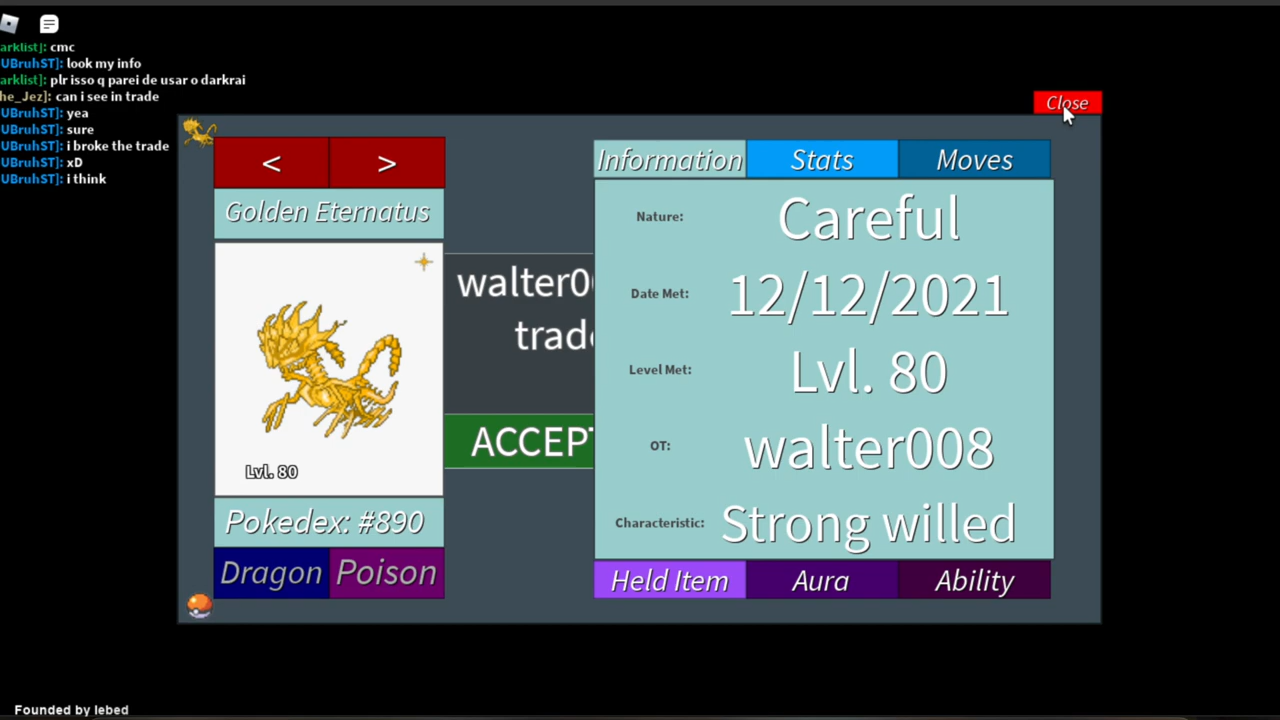 arklist]: cmc
UBruhST]: look my info
arklist]: plr isso q parei de usar o darkrai
he_Jez]: can i see in trade
UBruhST]: yea
UBruhST]: sure
UBruhST]: i broke the trade
UBruhST]: xD
UBruhST]: i think
Close
< >
Golden Eternatus
Lvl. 80
Pokedex: #890
Dragon Poison
walter00
trade
ACCEPT
Information Stats Moves
Nature: Careful
Date Met: 12/12/2021
Level Met: Lvl. 80
OT: walter008
Characteristic: Strong willed
Held Item Aura Ability
Founded by lebed